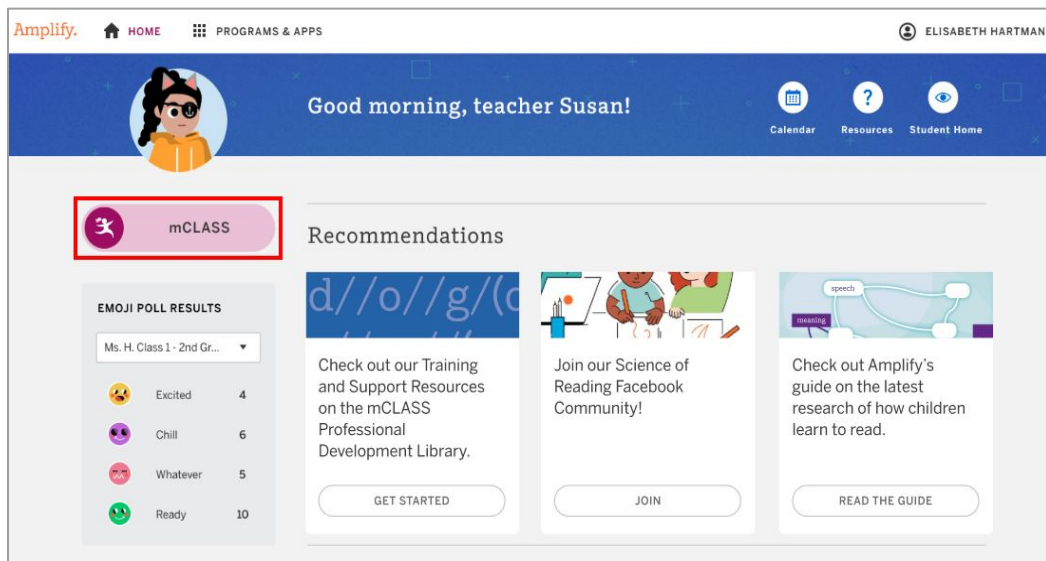 Amplify.
HOME
PROGRAMS & APPS
ELISABETH HARTMAN
Good morning, teacher Susan!
Calendar
Resources
Student Home
mCLASS
EMOJI POLL RESULTS
Ms. H. Class 1 - 2nd Gr...
Excited 4
Chill 6
Whatever 5
Ready 10
Recommendations
d//o//g/(
Check out our Training
and Support Resources
on the mCLASS
Professional
Development Library.
GET STARTED
Join our Science of
Reading Facebook
Community!
JOIN
speech
meaning
Check out Amplify's
guide on the latest
research of how children
learn to read.
READ THE GUIDE